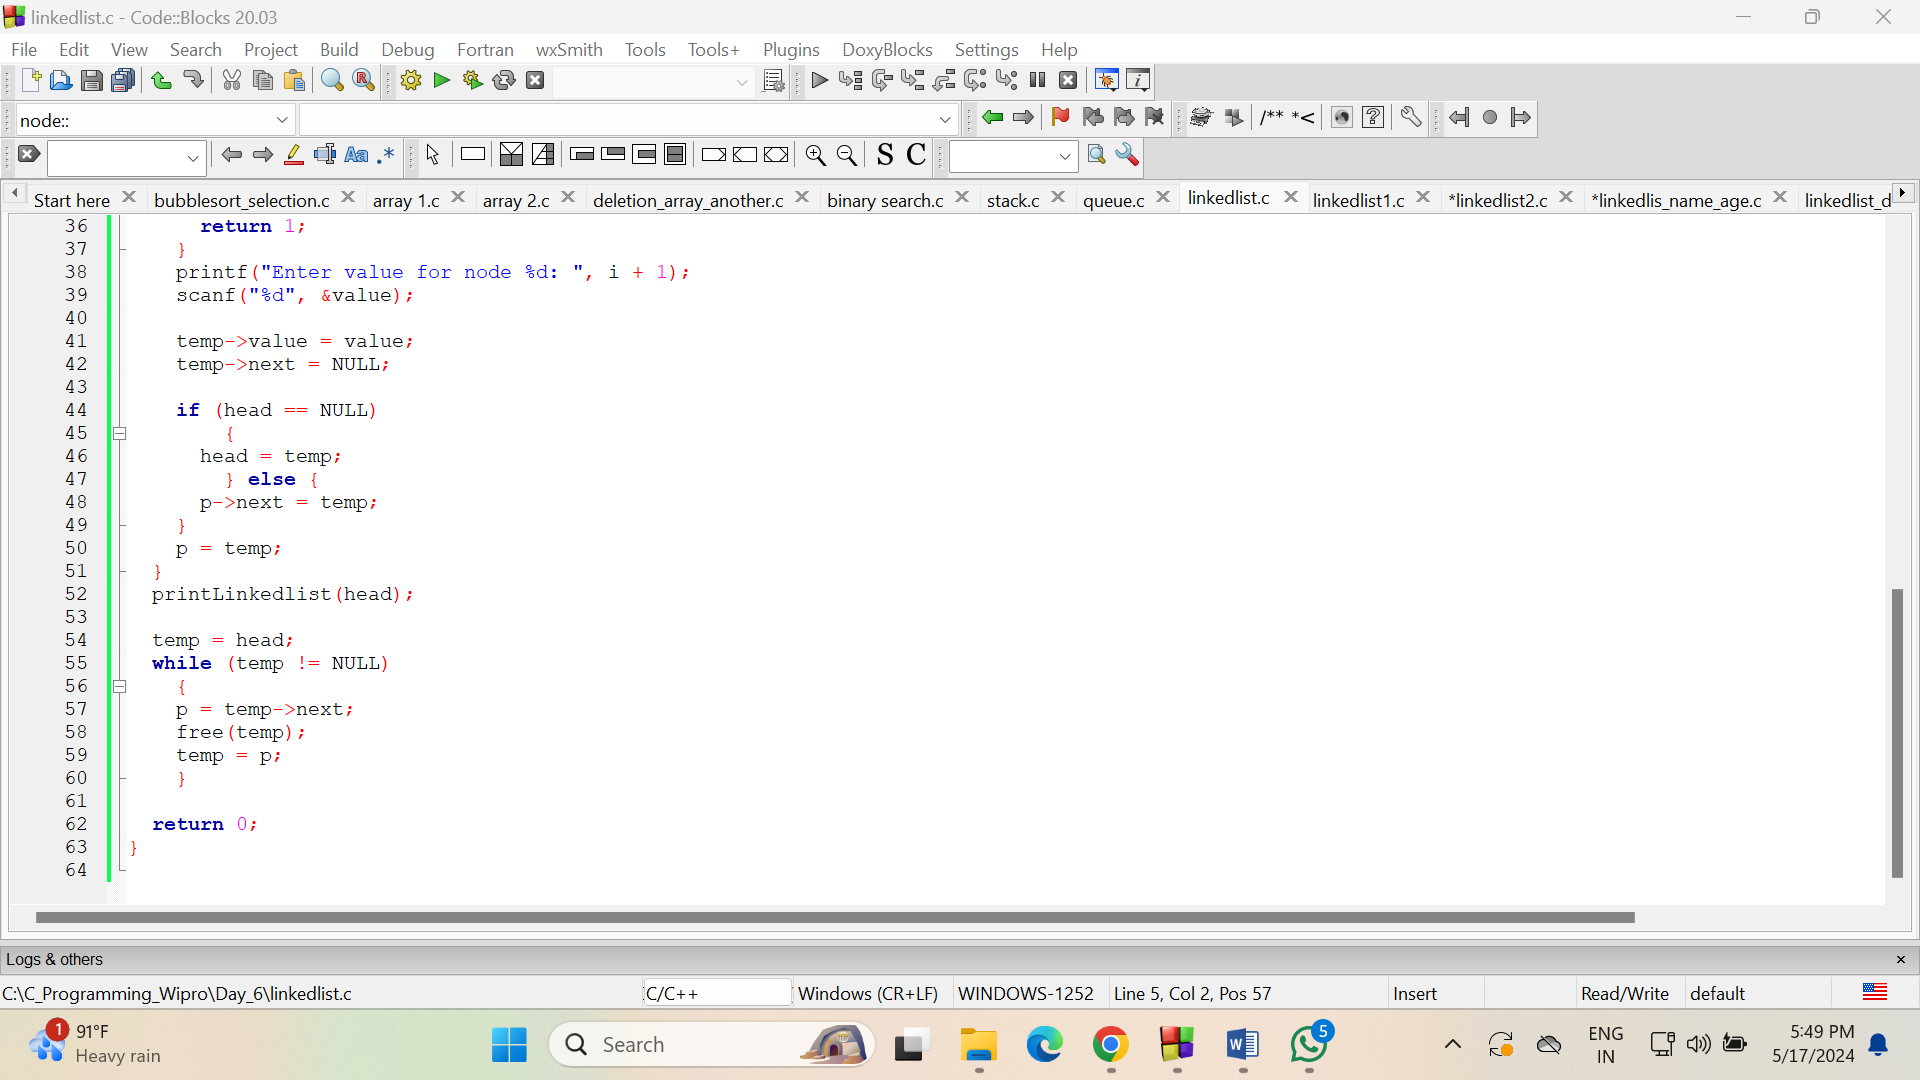 linkedlist.c - Code::Blocks 20.03
File Edit View Search Project Build Debug Fortran wxSmith Tools Tools+ Plugins DoxyBlocks Settings Help
node::
/** *<
Aa .* S C
Start here bubblesort_selection.c array 1.c array 2.c deletion_array_another.c binary search.c stack.c queue.c linkedlist.c linkedlist1.c *linkedlist2.c *linkedlis_name_age.c linkedlist_d
36 return 1;
37 }
38 printf("Enter value for node %d: ", i + 1);
39 scanf("%d", &value);
40
41 temp->value = value;
42 temp->next = NULL;
43
44 if (head == NULL)
45 {
46 head = temp;
47 } else {
48 p->next = temp;
49 }
50 p = temp;
51 }
52 printLinkedlist(head);
53
54 temp = head;
55 while (temp != NULL)
56 {
57 p = temp->next;
58 free(temp);
59 temp = p;
60 }
61
62 return 0;
63 }
64
Logs & others
C:\C_Programming_Wipro\Day_6\linkedlist.c C/C++ Windows (CR+LF) WINDOWS-1252 Line 5, Col 2, Pos 57 Insert Read/Write default
1 91°F
Heavy rain
Search
5
ENG
IN
5:49 PM
5/17/2024